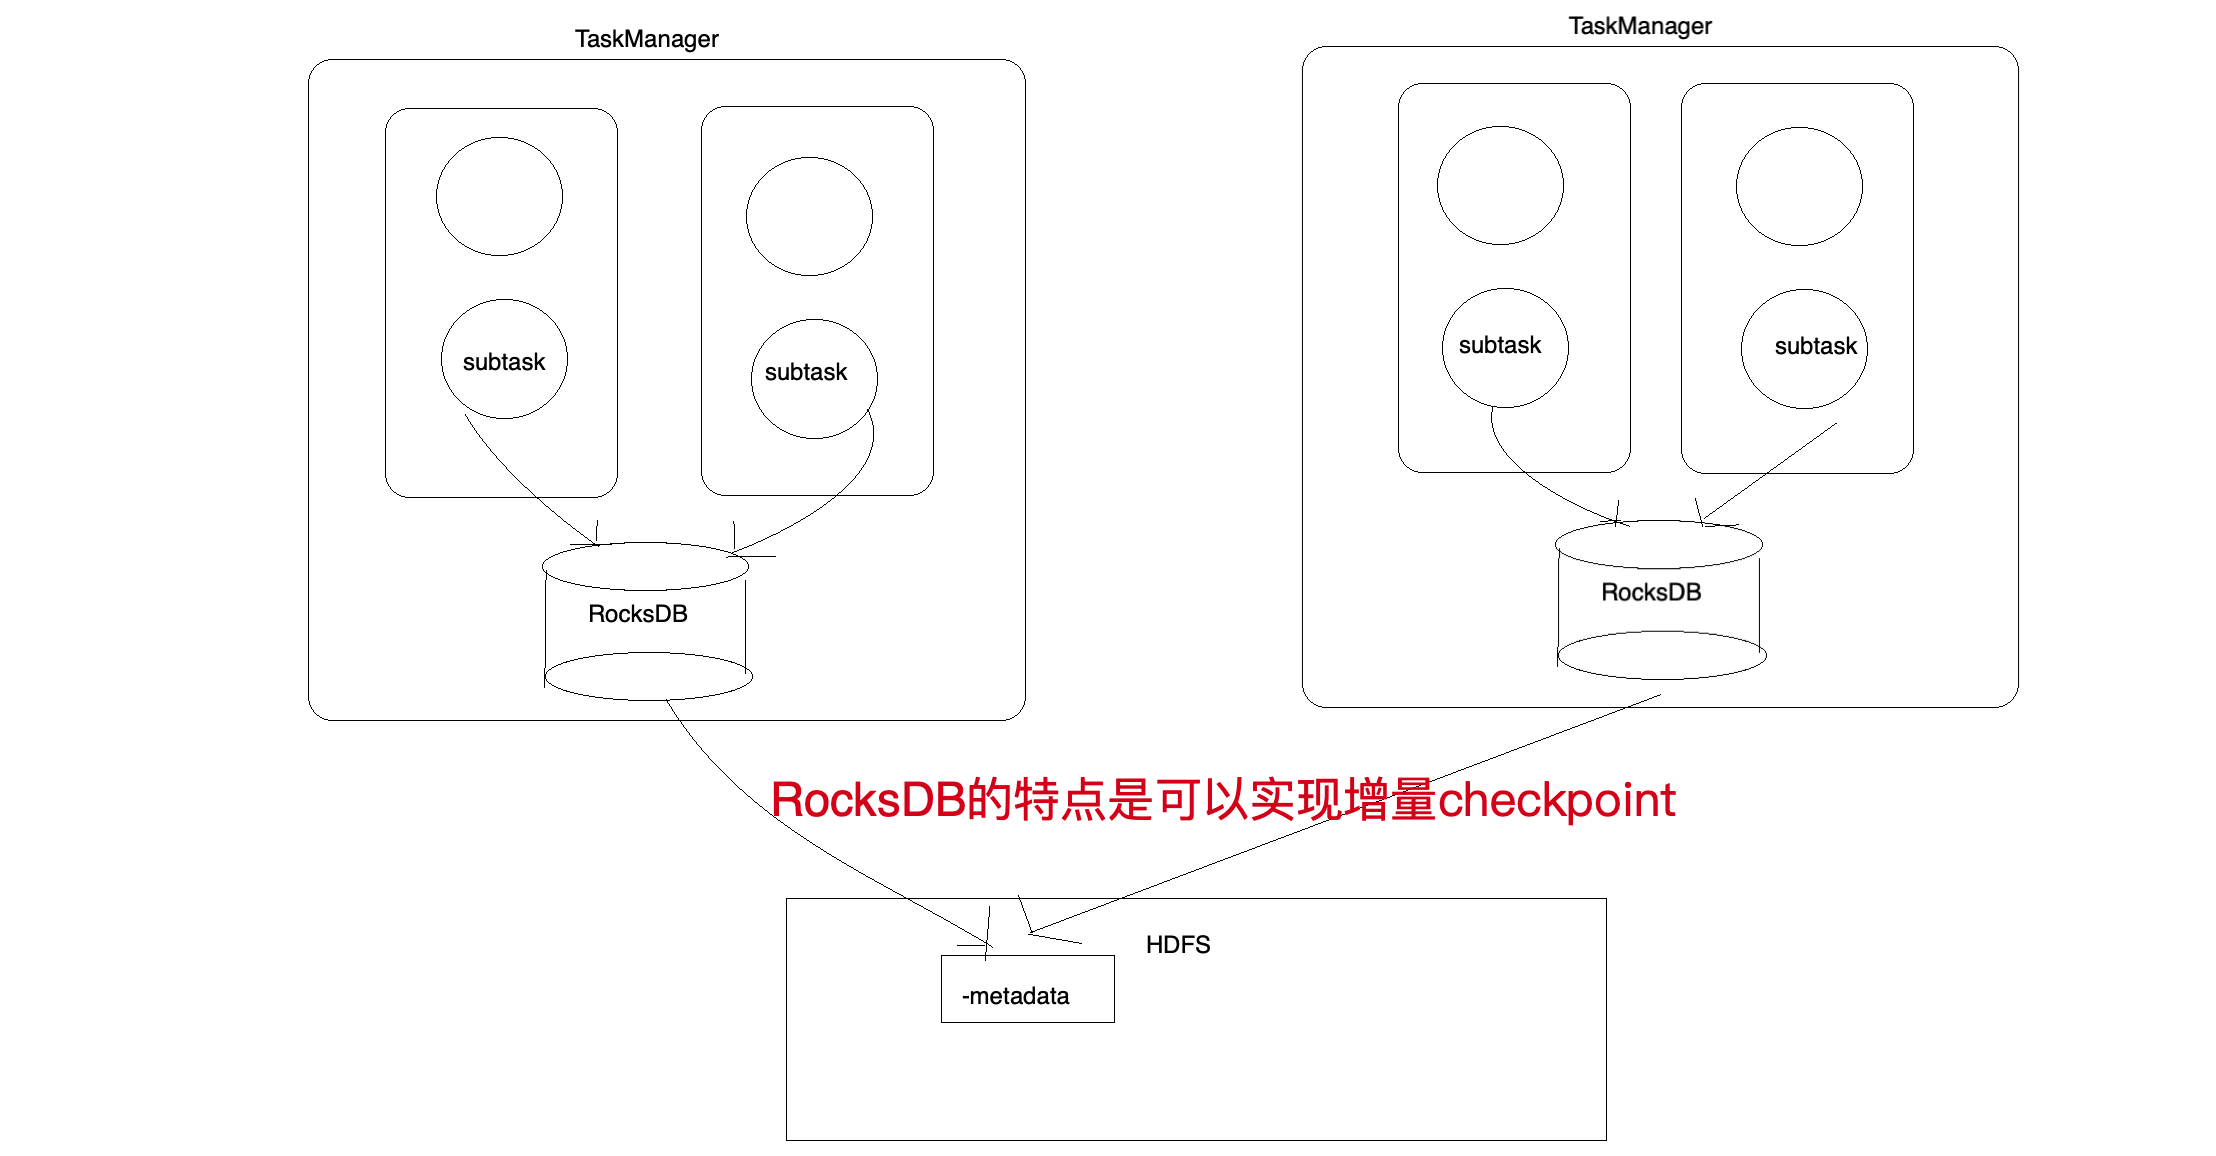 TaskManager
TaskManager
subtask
subtask
subtask
subtask
RocksDB
RocksDB
RocksDB的特点是可以实现增量checkpoint
HDFS
-metadata